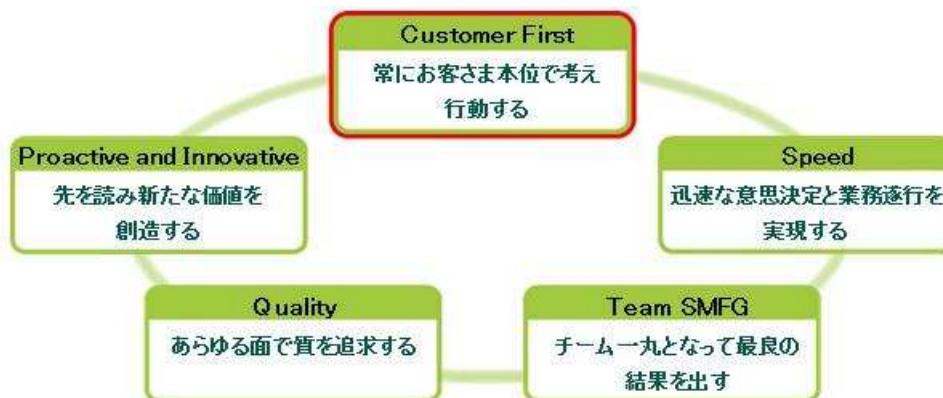 Customer First
常にお客さま本位で考え
行動する
Proactive and Innovative
先を読み新たな価値を
創造する
Speed
迅速な意思決定と業務遂行を
実現する
Quality
あらゆる面で質を追求する
Team SMFG
チーム一丸となって最良の
結果を出す